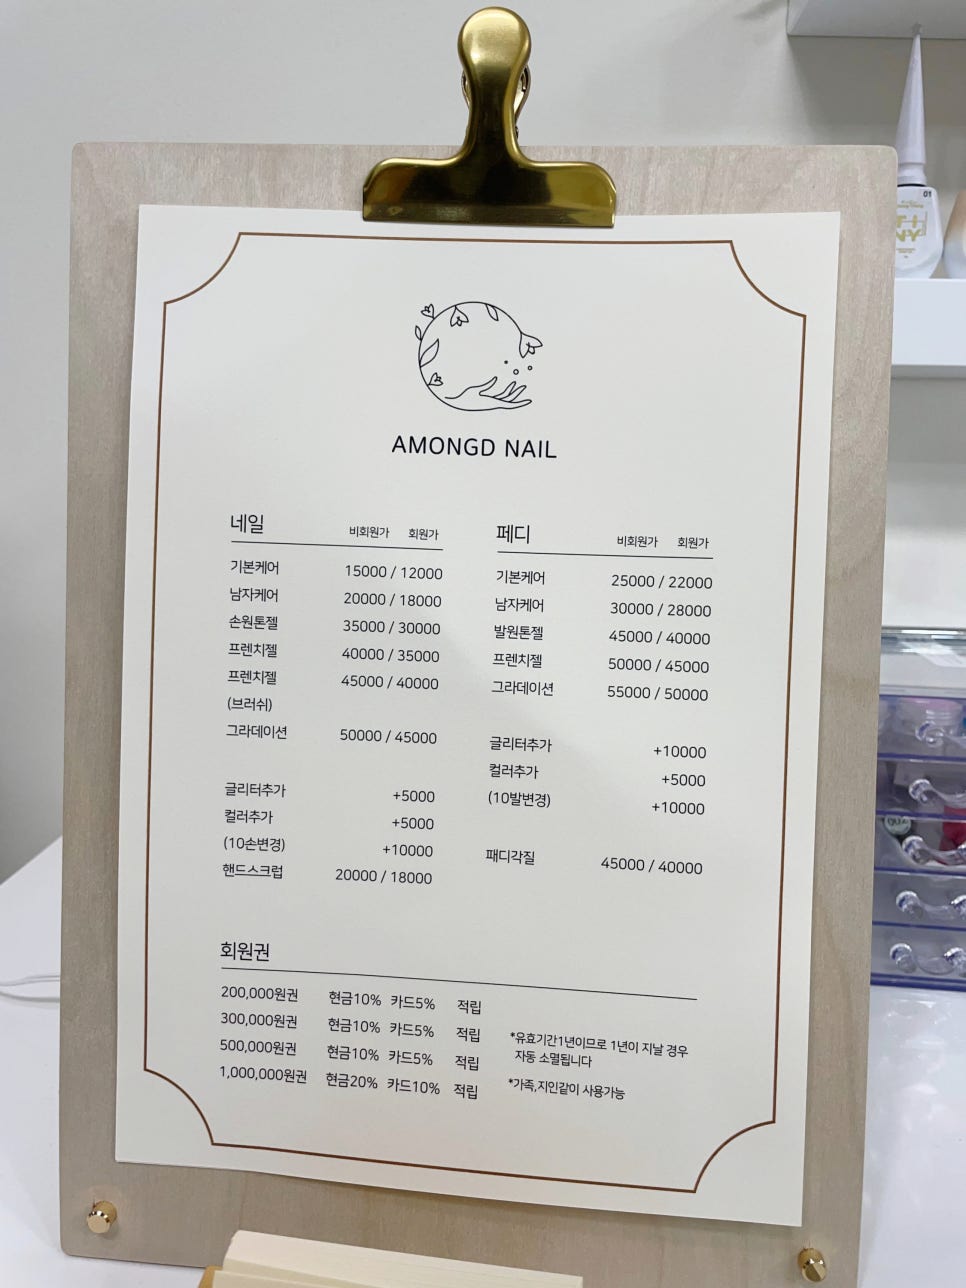 01
H
NY
AMONGD NAIL
네일 비회원가 회원가
기본케어 15000 / 12000
남자케어 20000 / 18000
손원톤젤 35000 / 30000
프렌치젤 40000 / 35000
프렌치젤 45000 / 40000
(브러쉬)
그라데이션 50000 / 45000
글리터추가 +5000
컬러추가 +5000
(10손변경) +10000
핸드스크럽 20000 / 18000
페디 비회원가 회원가
기본케어 25000 / 22000
남자케어 30000 / 28000
발원톤젤 45000 / 40000
프렌치젤 50000 / 45000
그라데이션 55000 / 50000
글리터추가 +10000
컬러추가 +5000
(10발변경) +10000
패디각질 45000 / 40000
회원권
200,000원권 현금10% 카드5% 적립
300,000원권 현금10% 카드5% 적립
500,000원권 현금10% 카드5% 적립
1,000,000원권 현금20% 카드10% 적립
*유효기간1년이므로 1년이 지날 경우
자동 소멸됩니다
*가족,지인같이 사용가능